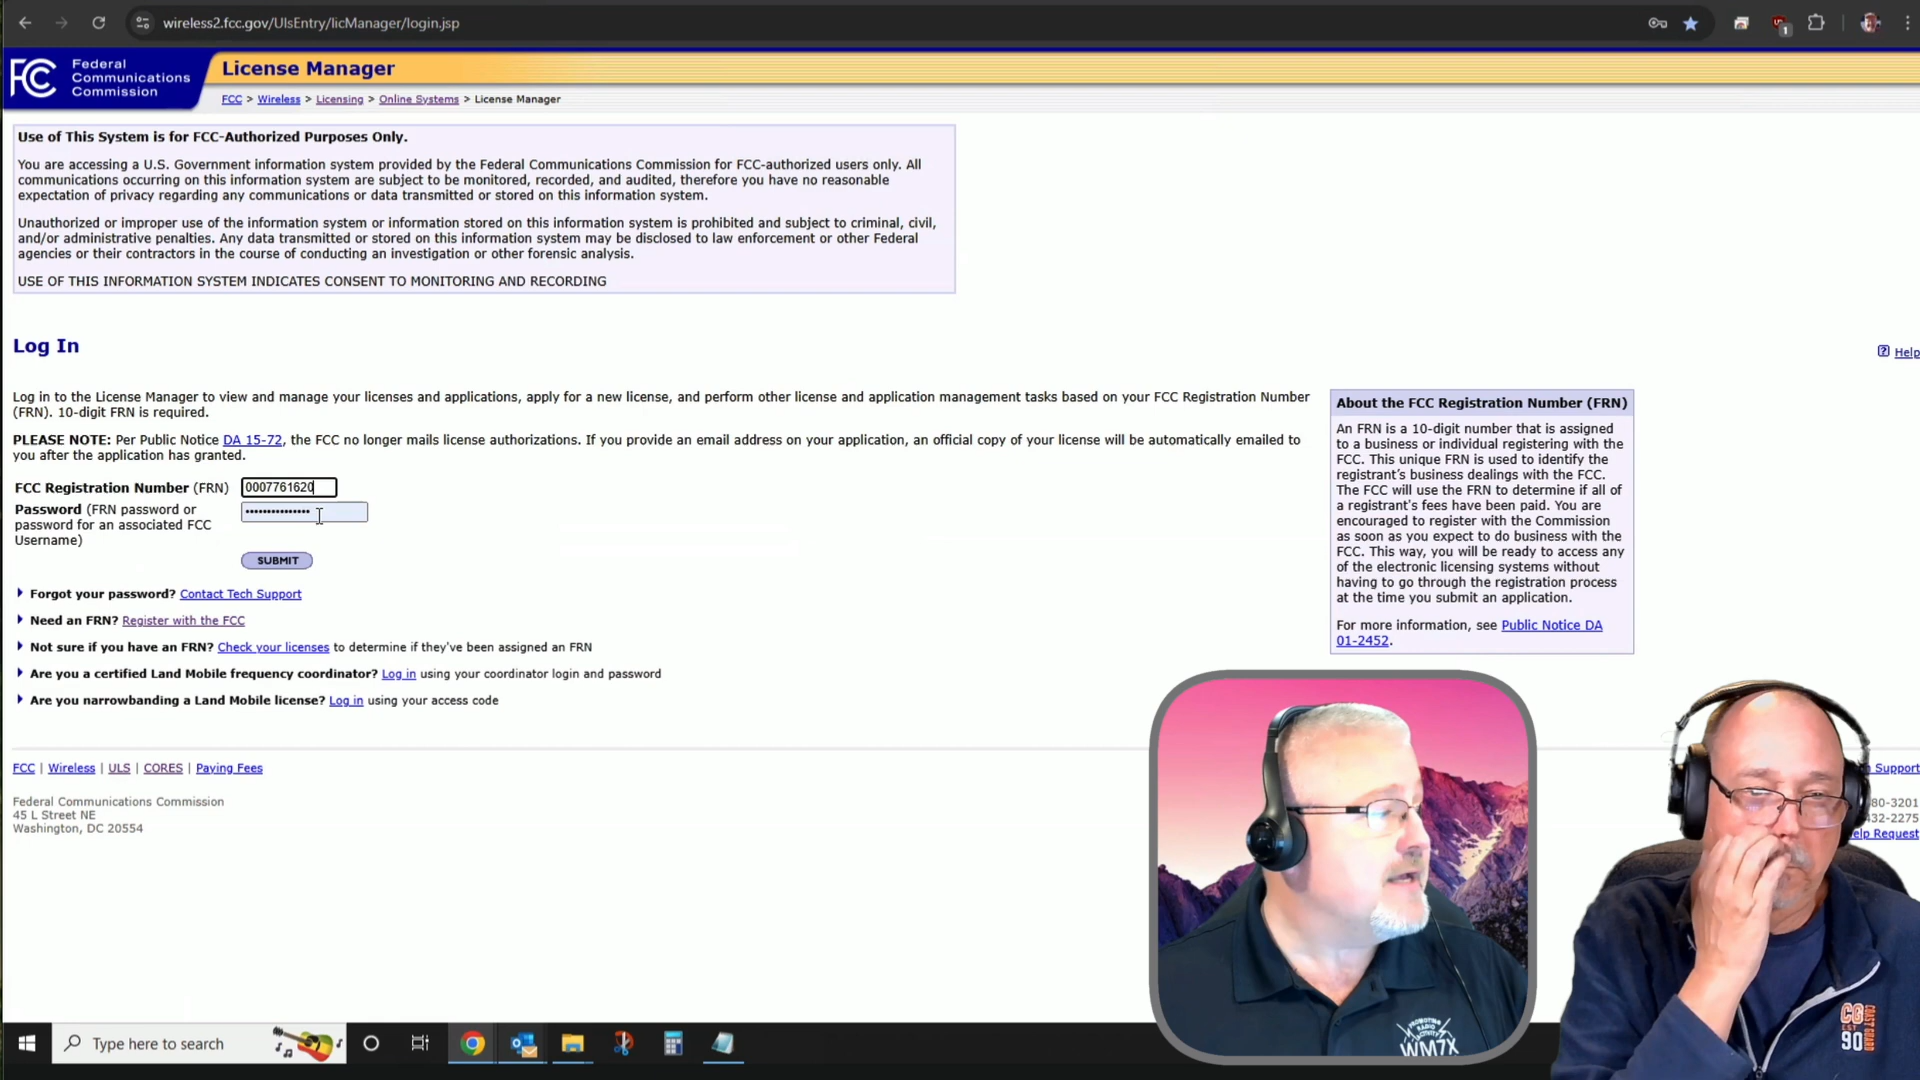 wireless2.fcc.gov/UlsEntry/licManager/login.jsp
1
FCC
Federal
Communications
Commission
License Manager
FCC > Wireless > Licensing > Online Systems > License Manager
Use of This System is for FCC-Authorized Purposes Only.
You are accessing a U.S. Government information system provided by the Federal Communications Commission for FCC-authorized users only. All
communications occurring on this information system are subject to be monitored, recorded, and audited, therefore you have no reasonable
expectation of privacy regarding any communications or data transmitted or stored on this information system.
Unauthorized or improper use of the information system or information stored on this information system is prohibited and subject to criminal, civil,
and/or administrative penalties. Any data transmitted or stored on this information system may be disclosed to law enforcement or other Federal
agencies or their contractors in the course of conducting an investigation or other forensic analysis.
USE OF THIS INFORMATION SYSTEM INDICATES CONSENT TO MONITORING AND RECORDING
Log In
Help
Log in to the License Manager to view and manage your licenses and applications, apply for a new license, and perform other license and application management tasks based on your FCC Registration Number
(FRN). 10-digit FRN is required.
PLEASE NOTE: Per Public Notice DA 15-72, the FCC no longer mails license authorizations. If you provide an email address on your application, an official copy of your license will be automatically emailed to
you after the application has granted.
FCC Registration Number (FRN) 0007761620
Password (FRN password or
password for an associated FCC
Username)
SUBMIT
Forgot your password? Contact Tech Support
Need an FRN? Register with the FCC
Not sure if you have an FRN? Check your licenses to determine if they've been assigned an FRN
Are you a certified Land Mobile frequency coordinator? Log in using your coordinator login and password
Are you narrowbanding a Land Mobile license? Log in using your access code
About the FCC Registration Number (FRN)
An FRN is a 10-digit number that is assigned
to a business or individual registering with the
FCC. This unique FRN is used to identify the
registrant's business dealings with the FCC.
The FCC will use the FRN to determine if all of
a registrant's fees have been paid. You are
encouraged to register with the Commission
as soon as you expect to do business with the
FCC. This way, you will be ready to access any
of the electronic licensing systems without
having to go through the registration process
at the time you submit an application.
For more information, see Public Notice DA
01-2452.
FCC | Wireless | ULS | CORES | Paying Fees
Support
80-3201
432-2275
elp Request
Federal Communications Commission
45 L Street NE
Washington, DC 20554
Type here to search
PROMOTING
RADIO
ACTIVITY
WM7X
CG
EST
COAST GUARD
90